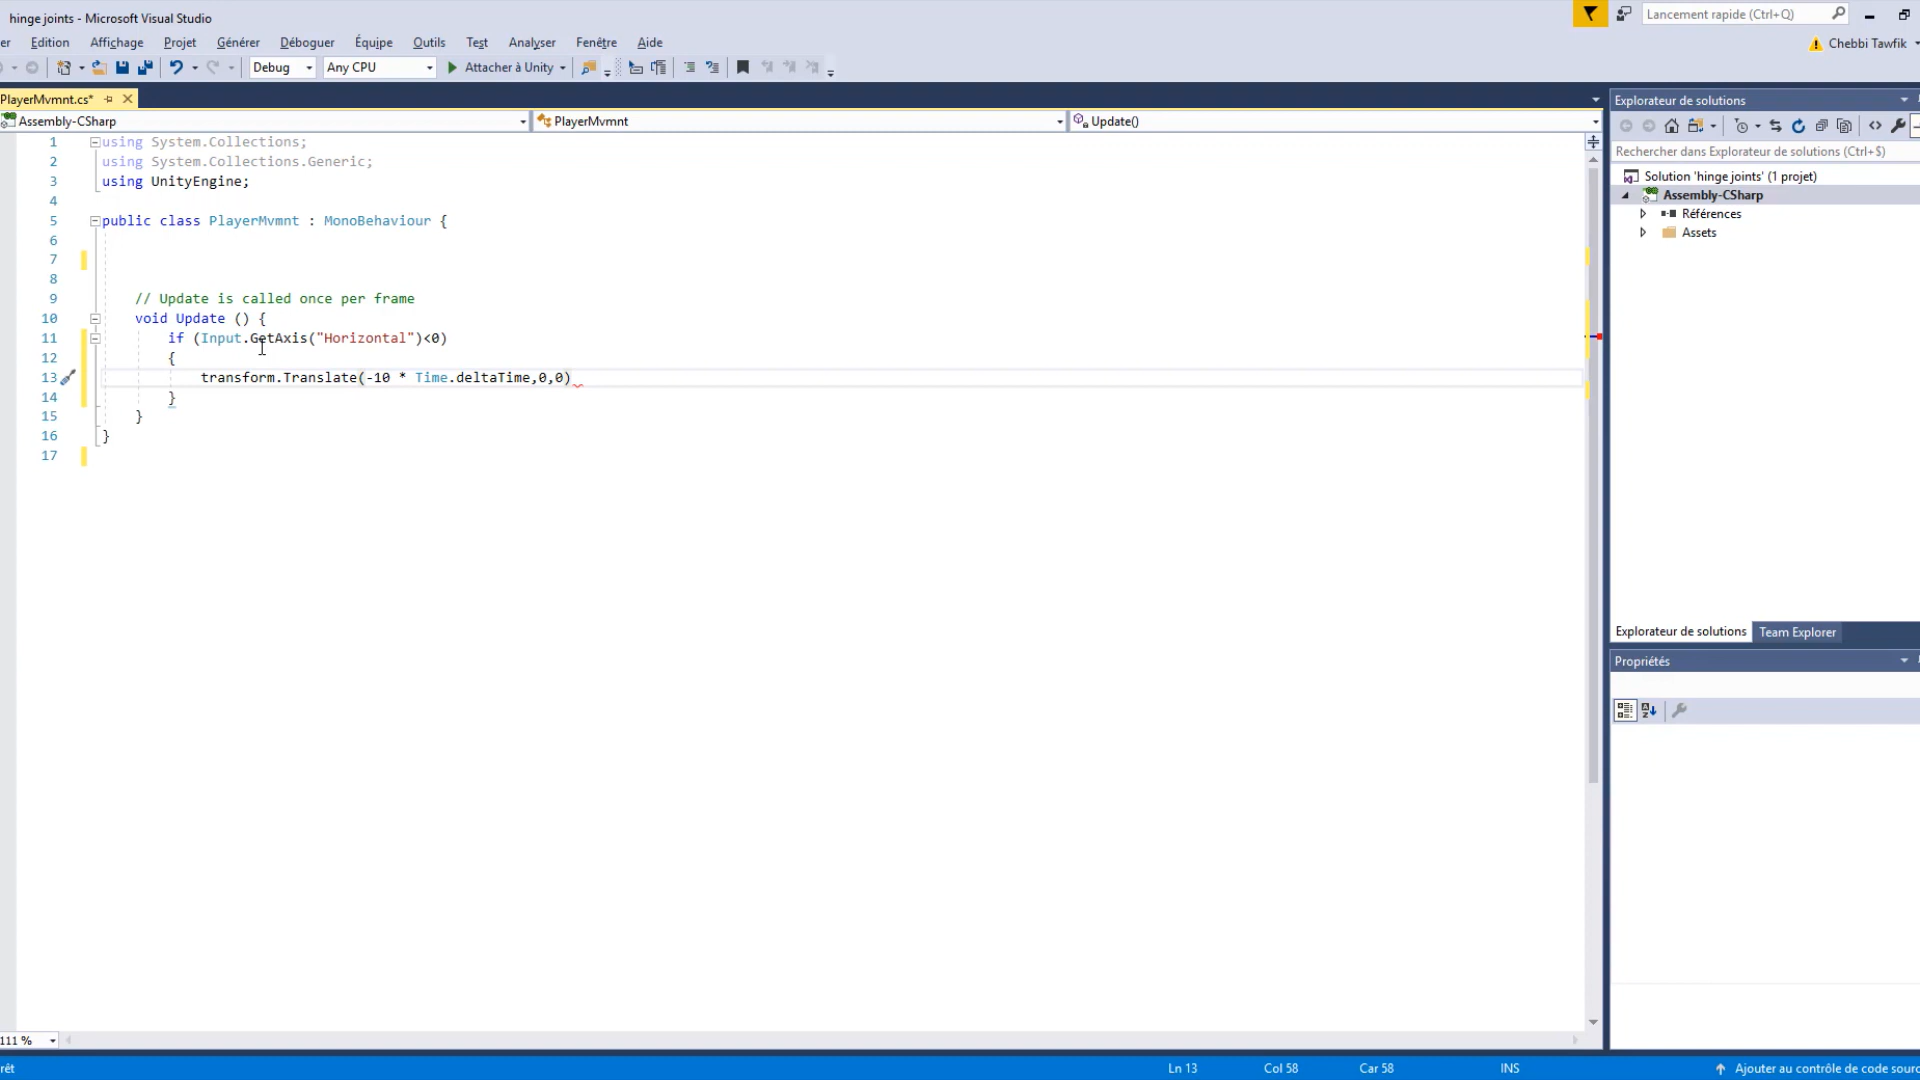 hinge joints - Microsoft Visual Studio
Lancement rapide (Ctrl+Q)
er Edition Affichage Projet Générer Déboguer Équipe Outils Test Analyser Fenêtre Aide
Chebbi Tawfik
Debug Any CPU Attacher à Unity
PlayerMvmnt.cs*
Assembly-CSharp PlayerMvmnt Update()
1 using System.Collections;
2 using System.Collections.Generic;
3 using UnityEngine;
4
5 public class PlayerMvmnt : MonoBehaviour {
6
7
8
9 // Update is called once per frame
10 void Update () {
11 if (Input.GetAxis("Horizontal")<0)
12 {
13 transform.Translate(-10 * Time.deltaTime,0,0)
14 }
15 }
16 }
17
Explorateur de solutions
Rechercher dans Explorateur de solutions (Ctrl+$)
Solution 'hinge joints' (1 projet)
Assembly-CSharp
Références
Assets
Explorateur de solutions Team Explorer
Propriétés
111 %
rêt Ln 13 Col 58 Car 58 INS Ajouter au contrôle de code sourc